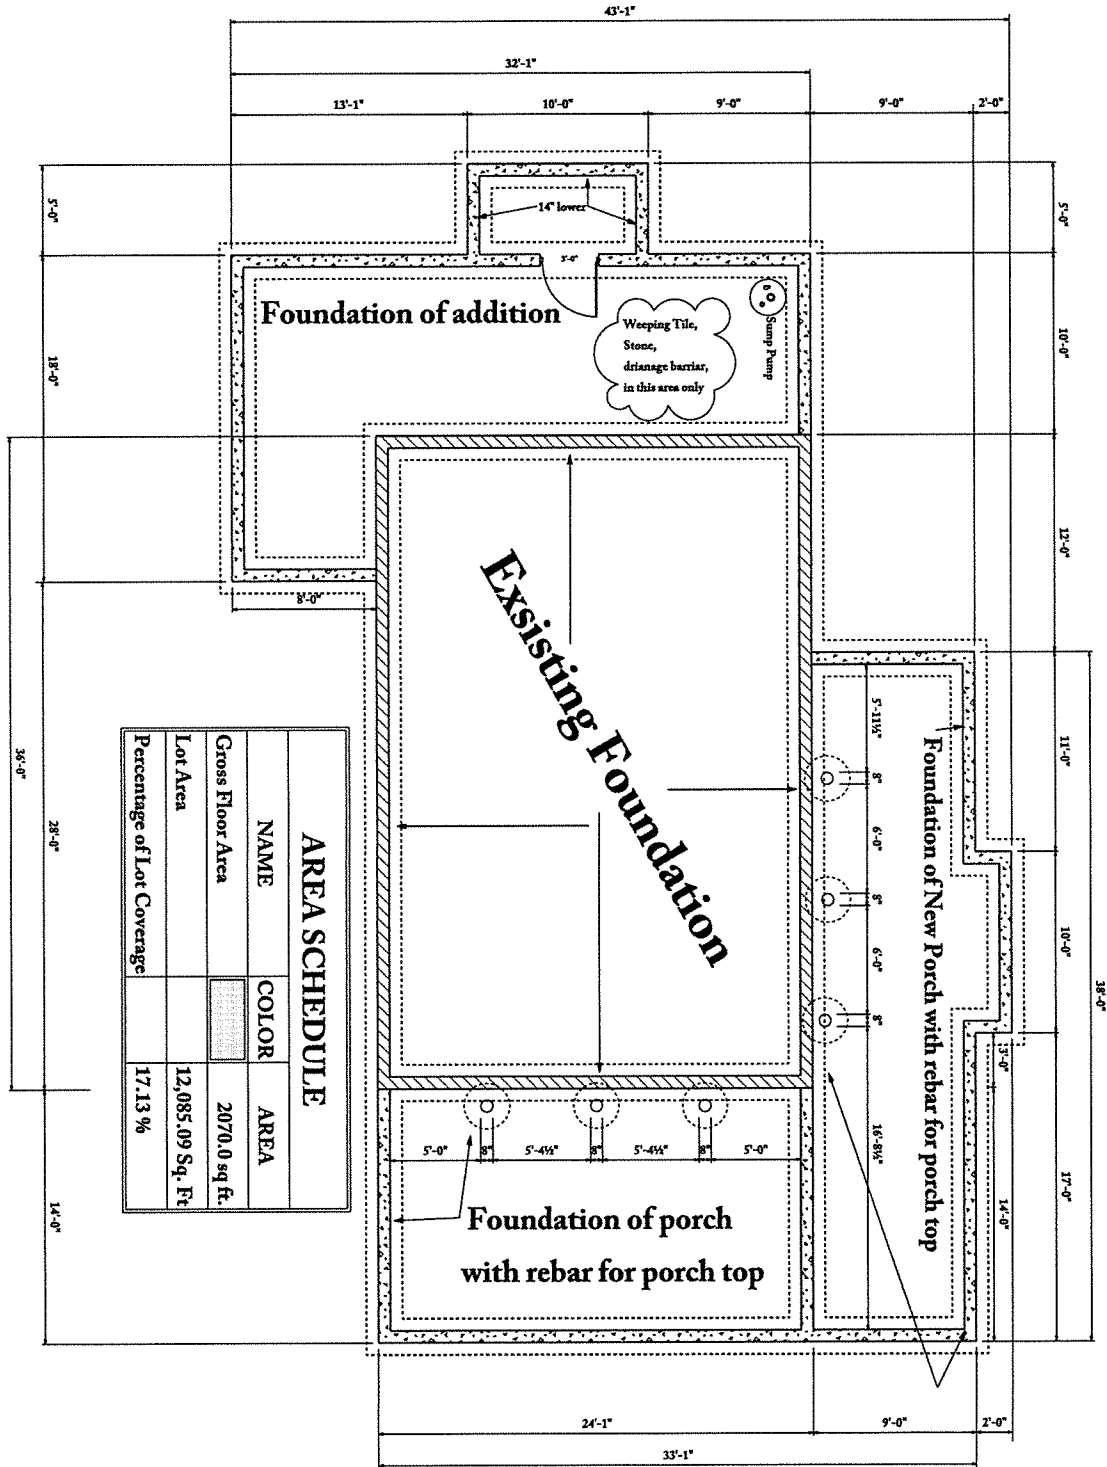 43'-1"
32'-1"
13'-1"
10'-0"
9'-0"
9'-0"
2'-0"
5'-0"
18'-0"
36'-0"
28'-0"
14'-0"
5'-0"
10'-0"
12'-0"
11'-0"
10'-0"
38'-0"
17'-0"
14" lower
3'-0"
Foundation of addition
Weeping Tile,
Stone,
drianage barriar,
in this area only
Sump Pump
8'-0"
Exsisting Foundation
5'-11½"
8"
6'-0"
8"
6'-0"
8"
16'-8½"
Foundation of New Porch with rebar for porch top
3'-0"
14'-0"
AREA SCHEDULE
NAME COLOR AREA
Gross Floor Area 2070.0 sq ft.
Lot Area 12,085.09 Sq. Ft
Percentage of Lot Coverage 17.13 %
5'-0"
8"
5'-4½"
8"
5'-4½"
8"
5'-0"
Foundation of porch
with rebar for porch top
24'-1"
9'-0"
2'-0"
33'-1"